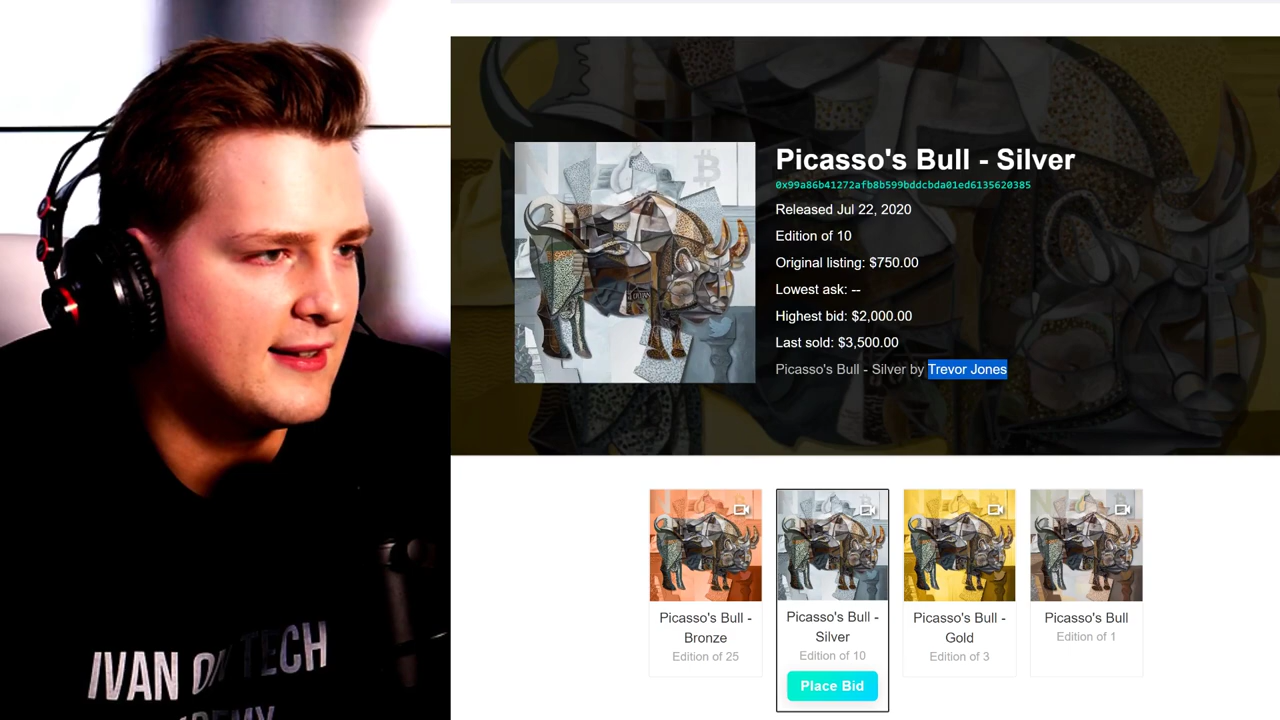 IVAN ON TECH
ACADEMY
Picasso's Bull - Silver
0x99a86b41272afb8b599bddcbda01ed6135620385
Released Jul 22, 2020
Edition of 10
Original listing: $750.00
Lowest ask: --
Highest bid: $2,000.00
Last sold: $3,500.00
Picasso's Bull - Silver by Trevor Jones
Picasso's Bull -
Bronze
Edition of 25
Picasso's Bull -
Silver
Edition of 10
Place Bid
Picasso's Bull -
Gold
Edition of 3
Picasso's Bull
Edition of 1